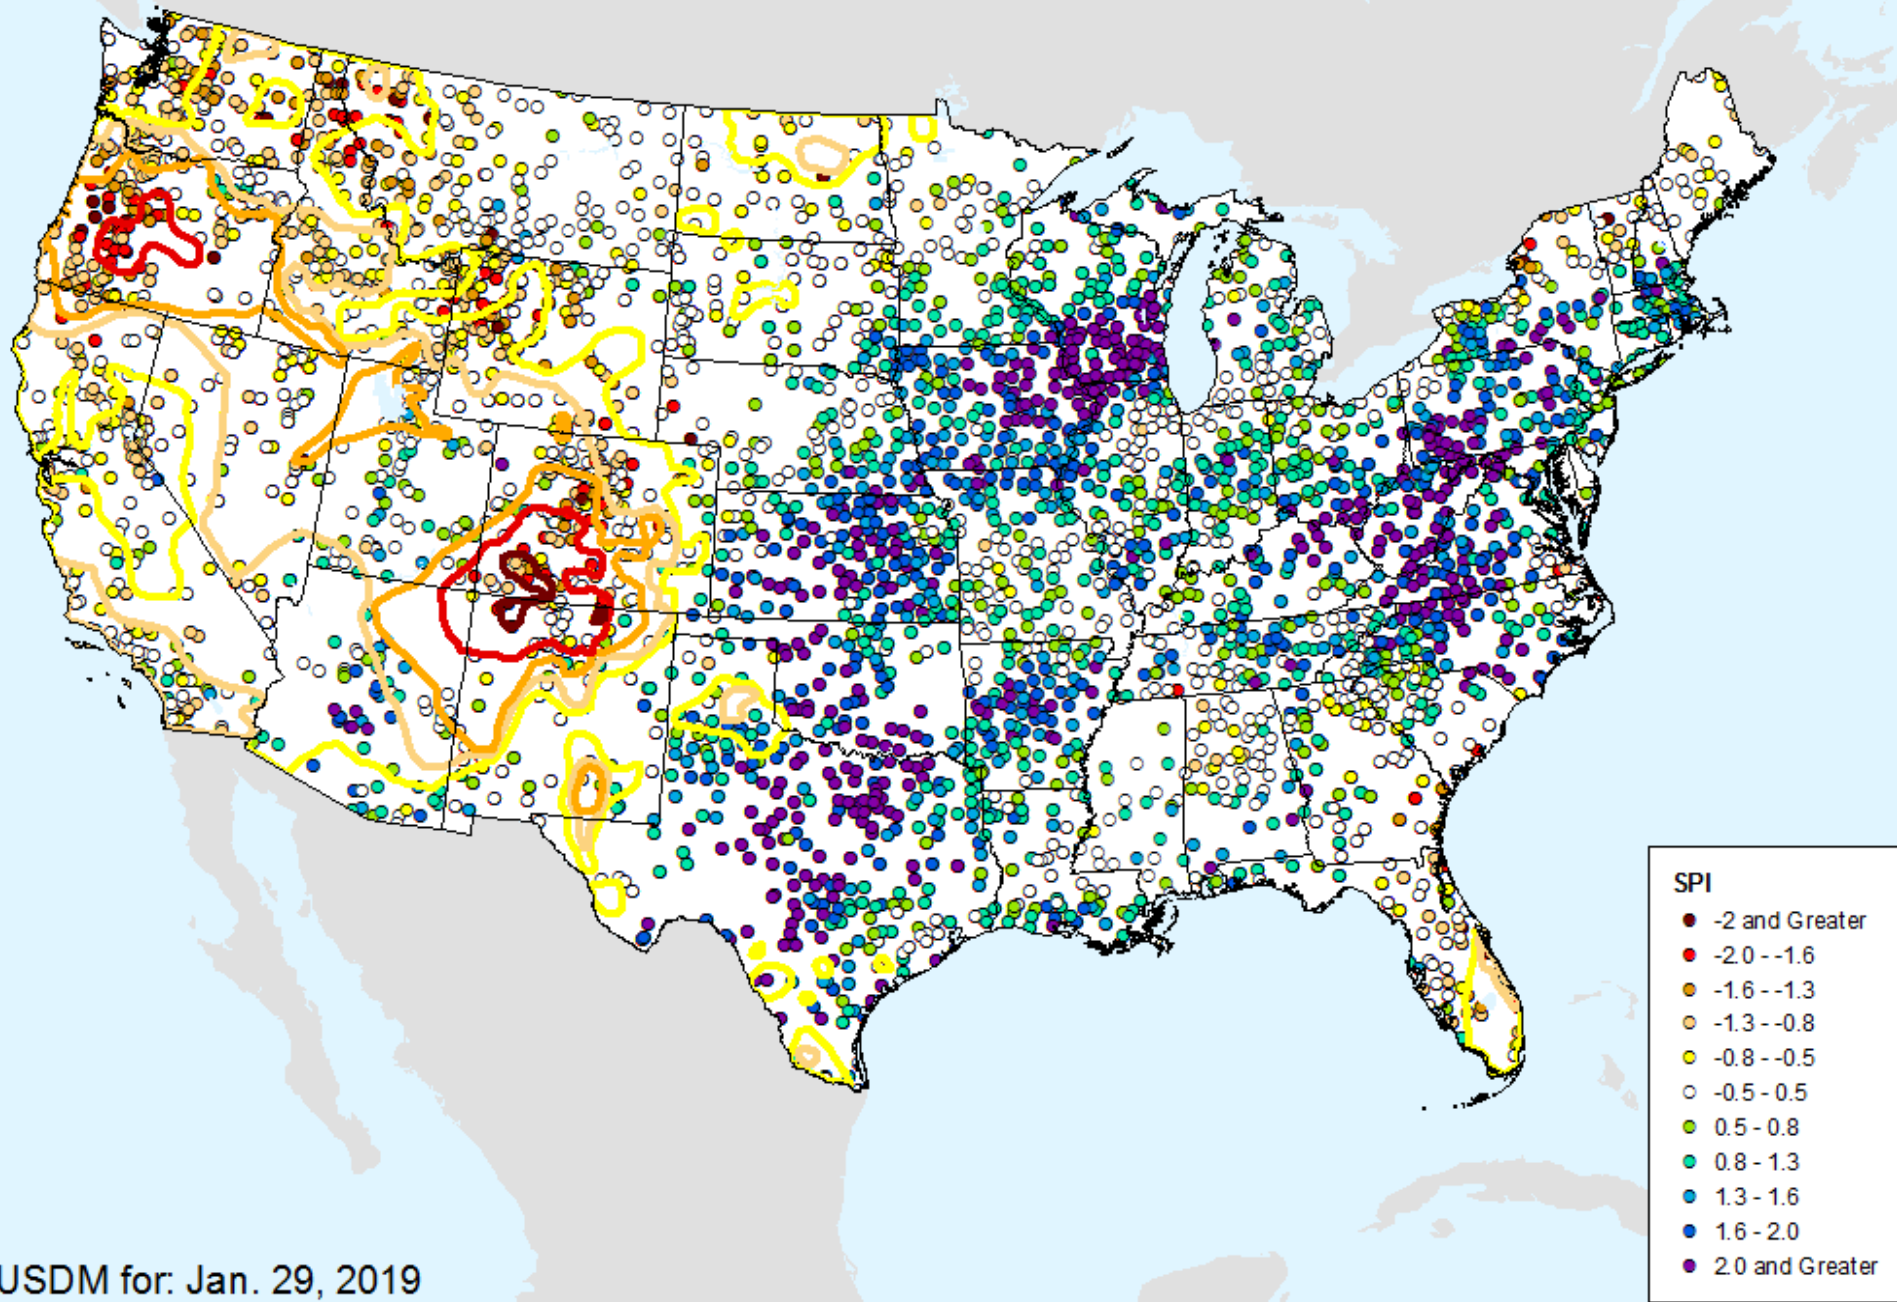 SPI
-2 and Greater
-2.0 - -1.6
-1.6 - -1.3
-1.3 - -0.8
-0.8 - -0.5
-0.5 - 0.5
0.5 - 0.8
0.8 - 1.3
1.3 - 1.6
1.6 - 2.0
2.0 and Greater
USDM for: Jan. 29, 2019